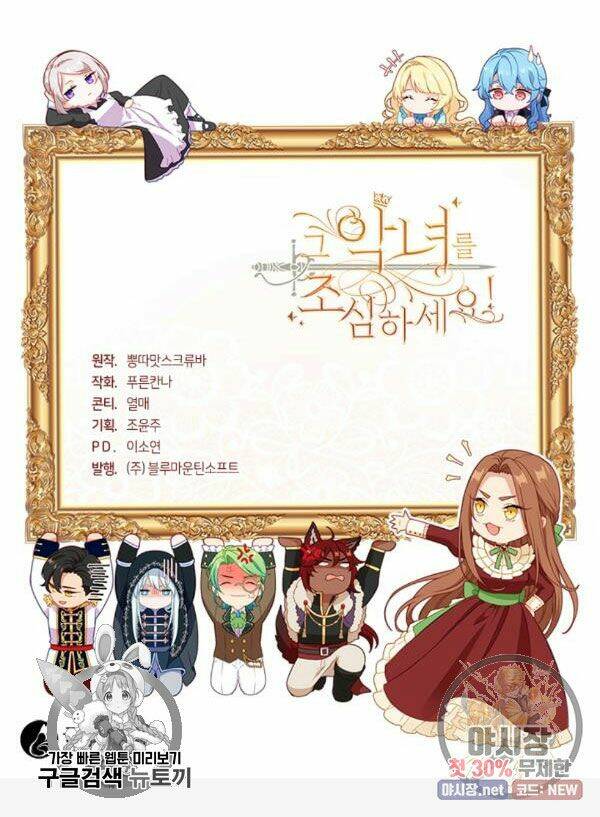 그 악녀를
조심하세요!
원작. 뽕따맛스크류바
작화. 푸른칸나
콘티. 열매
기획. 조윤주
PD. 이소연
발행. (주)블루마운틴소프트
가장 빠른 웹툰 미리보기
구글검색 뉴토끼
야시장
첫 30% 무제한
야시장.net 코드: NEW